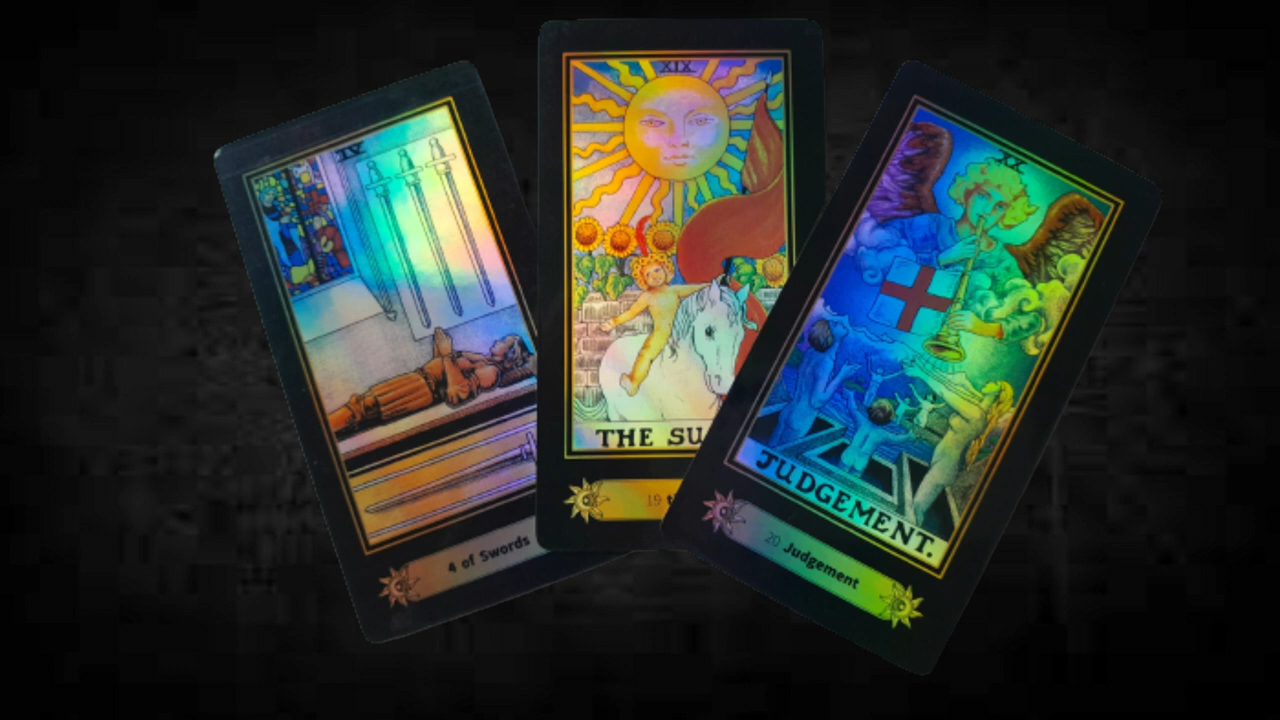 IV
4 of Swords
XIX
THE SU
19 t
XX
JUDGEMENT.
20 Judgement